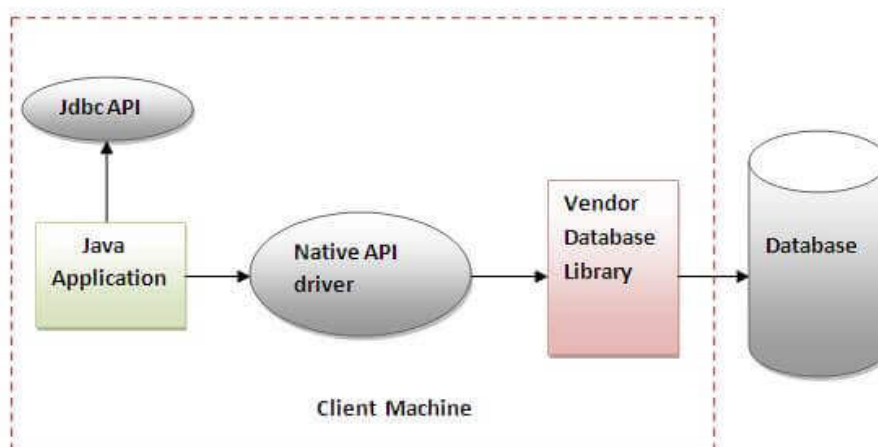 Jdbc API
Java
Application
Native API
driver
Vendor
Database
Library
Database
Client Machine